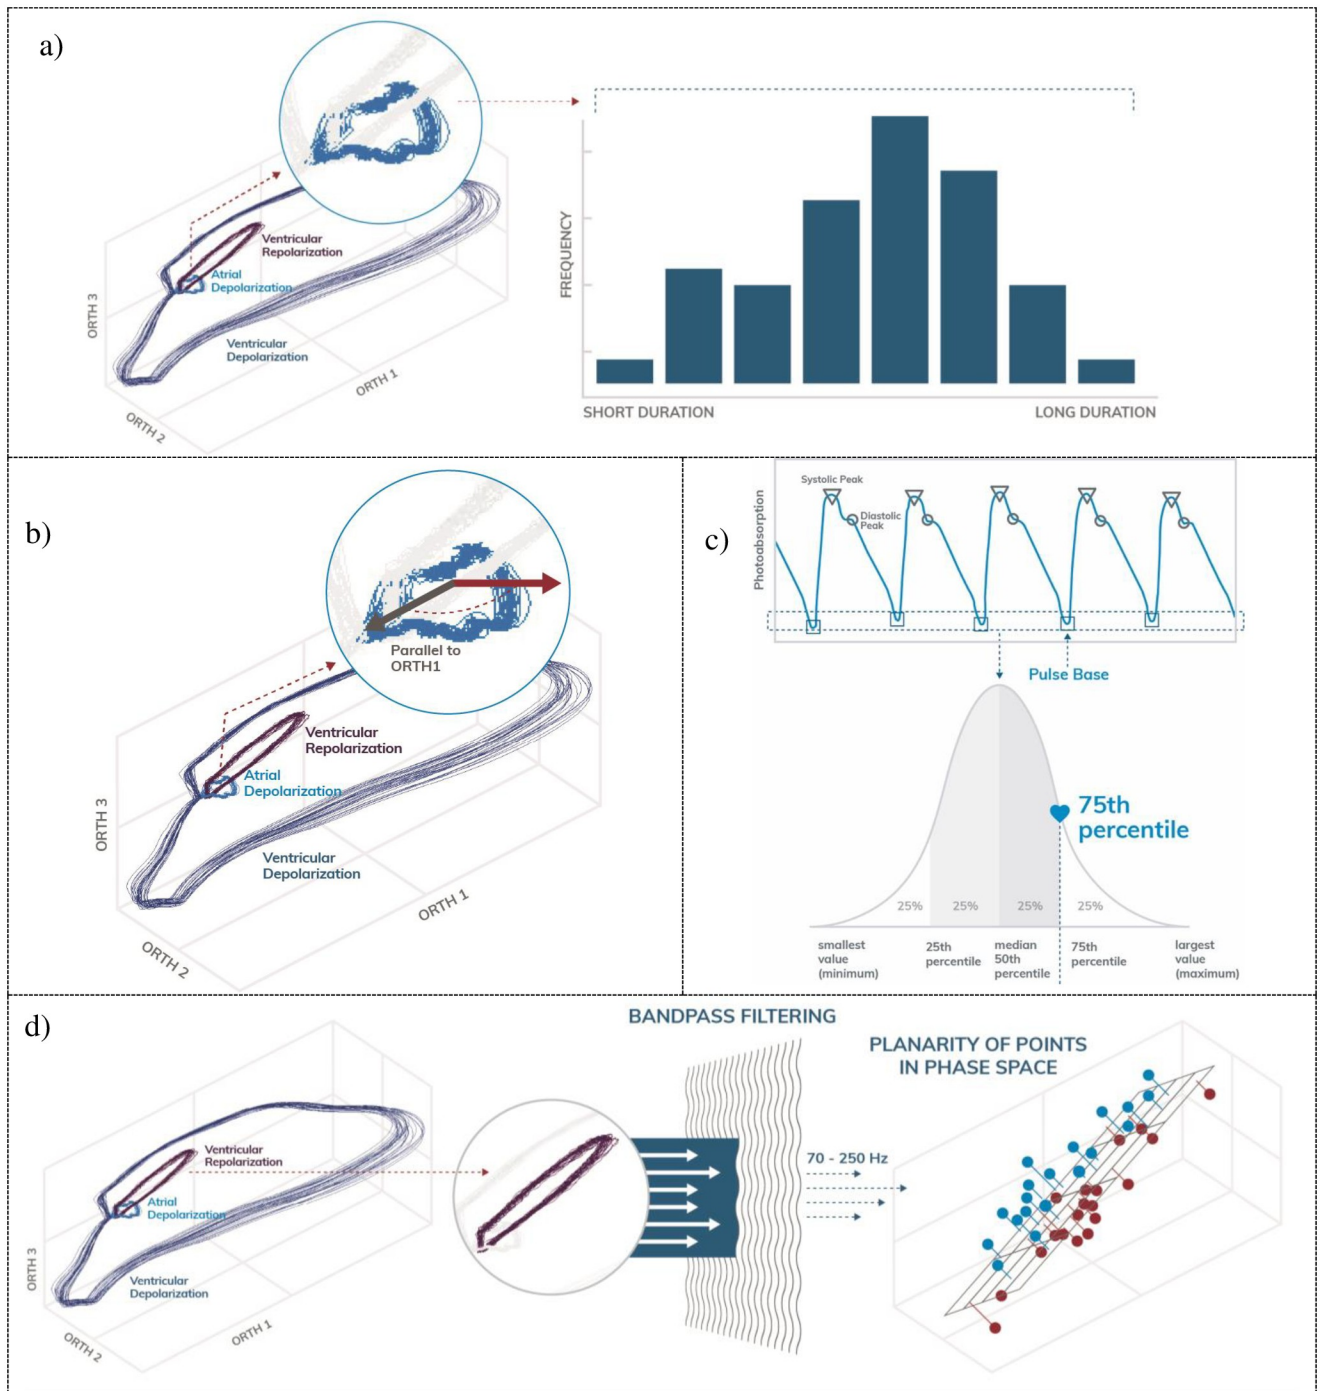 a)
Ventricular
Repolarization
Atrial
Depolarization
Ventricular
Depolarization
ORTH 3
ORTH 2
ORTH 1
FREQUENCY
SHORT DURATION
LONG DURATION
b)
Parallel to
ORTH1
Ventricular
Repolarization
Atrial
Depolarization
Ventricular
Depolarization
ORTH 3
ORTH 2
ORTH 1
c)
Photoabsorption
Systolic Peak
Diastolic
Peak
Pulse Base
75th
percentile
25%
25%
25%
25%
smallest
value
(minimum)
25th
percentile
median
50th
percentile
75th
percentile
largest
value
(maximum)
d)
Ventricular
Repolarization
Atrial
Depolarization
Ventricular
Depolarization
ORTH 3
ORTH 2
ORTH 1
BANDPASS FILTERING
70 - 250 Hz
PLANARITY OF POINTS
IN PHASE SPACE